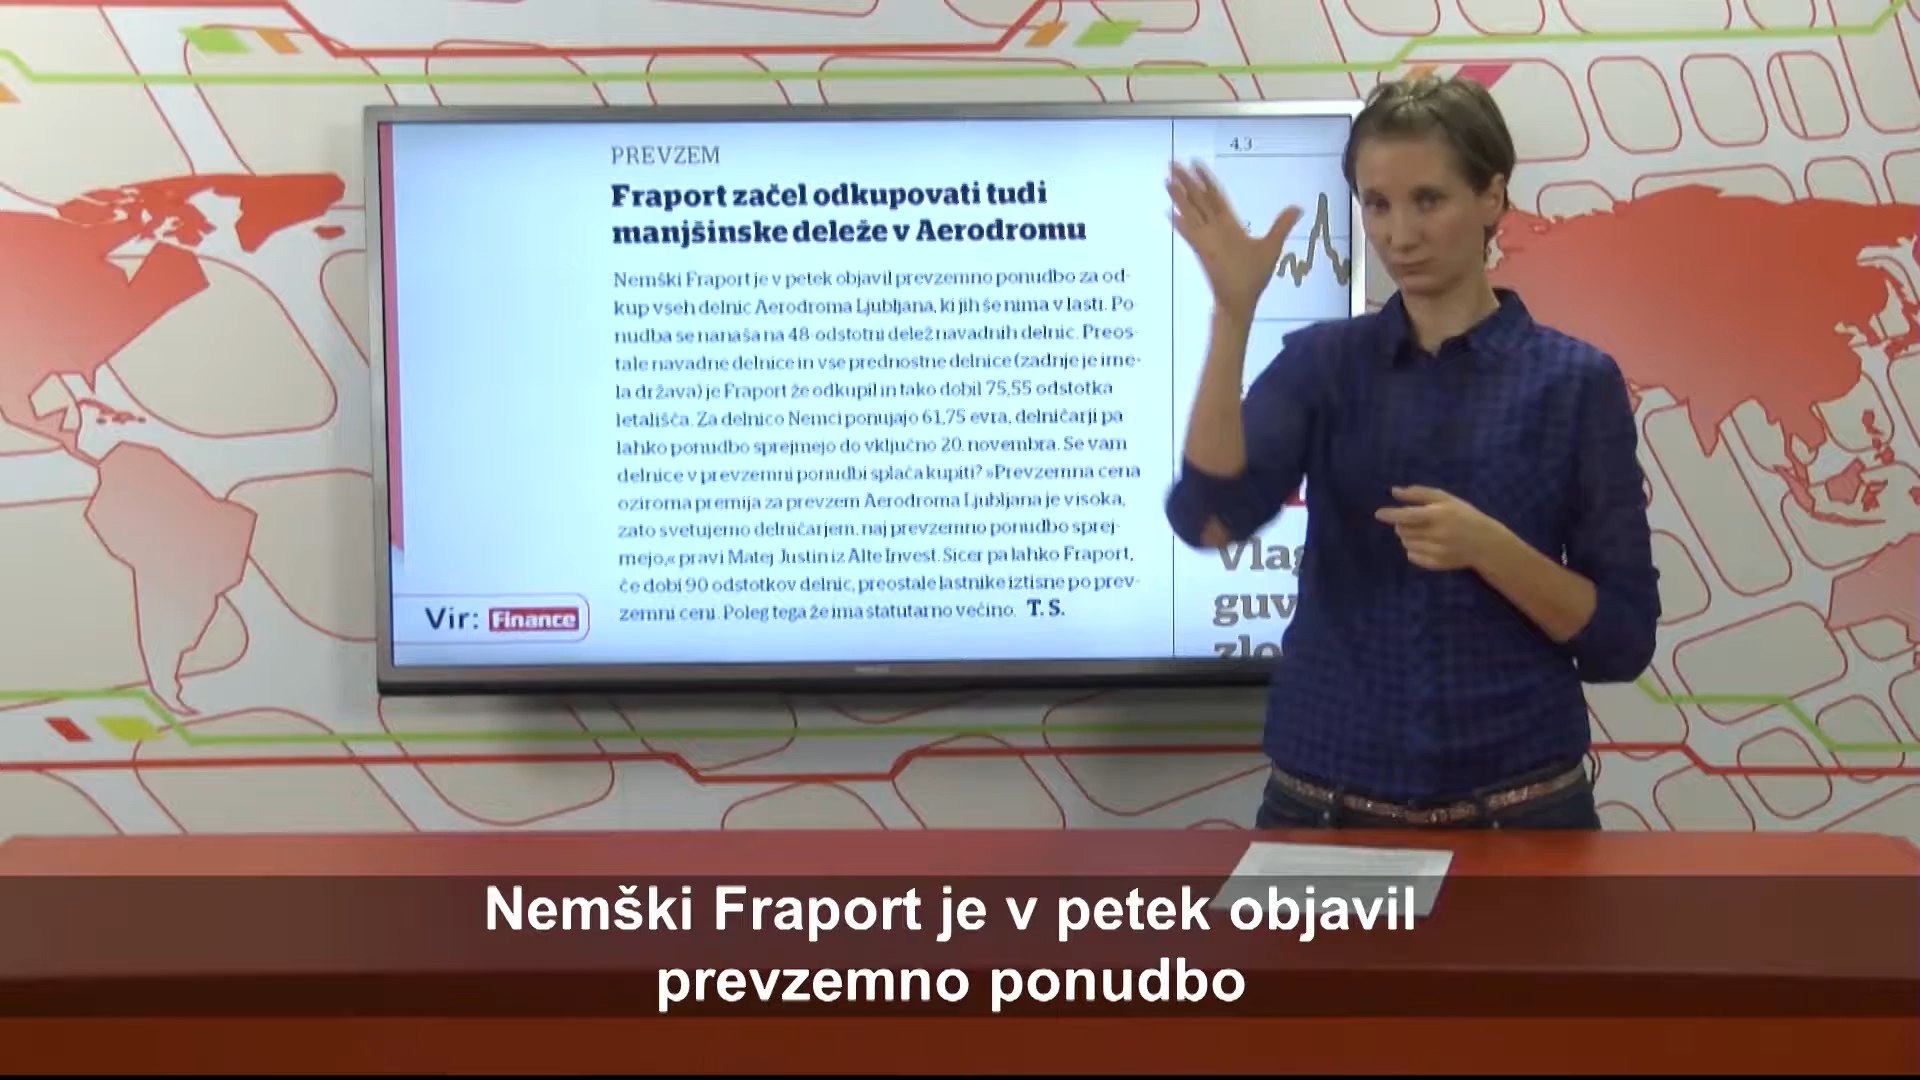 PREVZEM
Fraport začel odkupovati tudi
manjšinske deleže v Aerodromu
Nemški Fraport je v petek objavil prevzemno ponudbo za od-
kup vseh delnic Aerodroma Ljubljana, ki jih še nima v lasti. Po-
nudba se nanaša na 48-odstotni delež navadnih delnic. Preos-
tale navadne delnice in vse prednostne delnice (zadnje je ime-
la država) je Fraport že odkupil in tako dobil 75,55 odstotka
letališča. Za delnico Nemci ponujajo 61,75 evra, delničarji pa
lahko ponudbo sprejmejo do vključno 20. novembra. Se vam
delnice v prevzemni ponudbi splača kupiti? »Prevzemna cena
oziroma premija za prevzem Aerodroma Ljubljana je visoka,
zato svetujemo delničarjem, naj prevzemno ponudbo sprej-
mejo,« pravi Matej Justin iz Alte Invest. Sicer pa lahko Fraport,
če dobi 90 odstotkov delnic, preostale lastnike iztisne po prev-
zemni ceni. Poleg tega že ima statutarno večino. T. S.
4,3
Vla
guv
zlo
Vir: Finance
Nemški Fraport je v petek objavil
prevzemno ponudbo